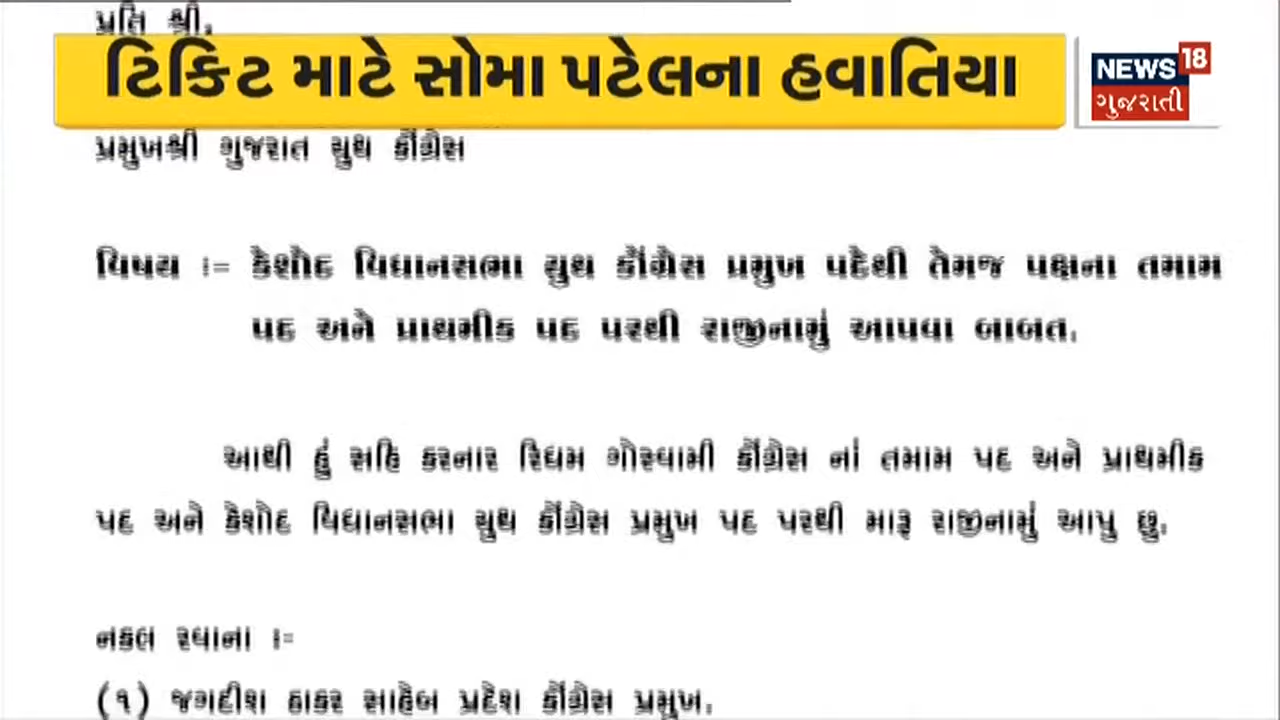 પ્રતિ શ્રી,
ટિકિટ માટે સોમા પટેલના હવાતિયા
NEWS 18
ગુજરાતી
પ્રમુખશ્રી ગુજરાત યુથ કોંગ્રેસ
વિષય :- કેશોદ વિધાનસભા યુથ કોંગ્રેસ પ્રમુખ પદેથી તેમજ પક્ષના તમામ
પદ અને પ્રાથમીક પદ પરથી રાજીનામું આપવા બાબત.
આથી હું સહિ કરનાર રિધમ ગોસ્વામી કોંગ્રેસ નાં તમામ પદ અને પ્રાથમીક
પદ અને કેશોદ વિધાનસભા યુથ કોંગ્રેસ પ્રમુખ પદ પરથી મારૂ રાજીનામું આપુ છુ.
નકલ રવાના :-
(૧) જગદીશ ઠાકર સાહેબ પ્રદેશ કોંગ્રેસ પ્રમુખ.